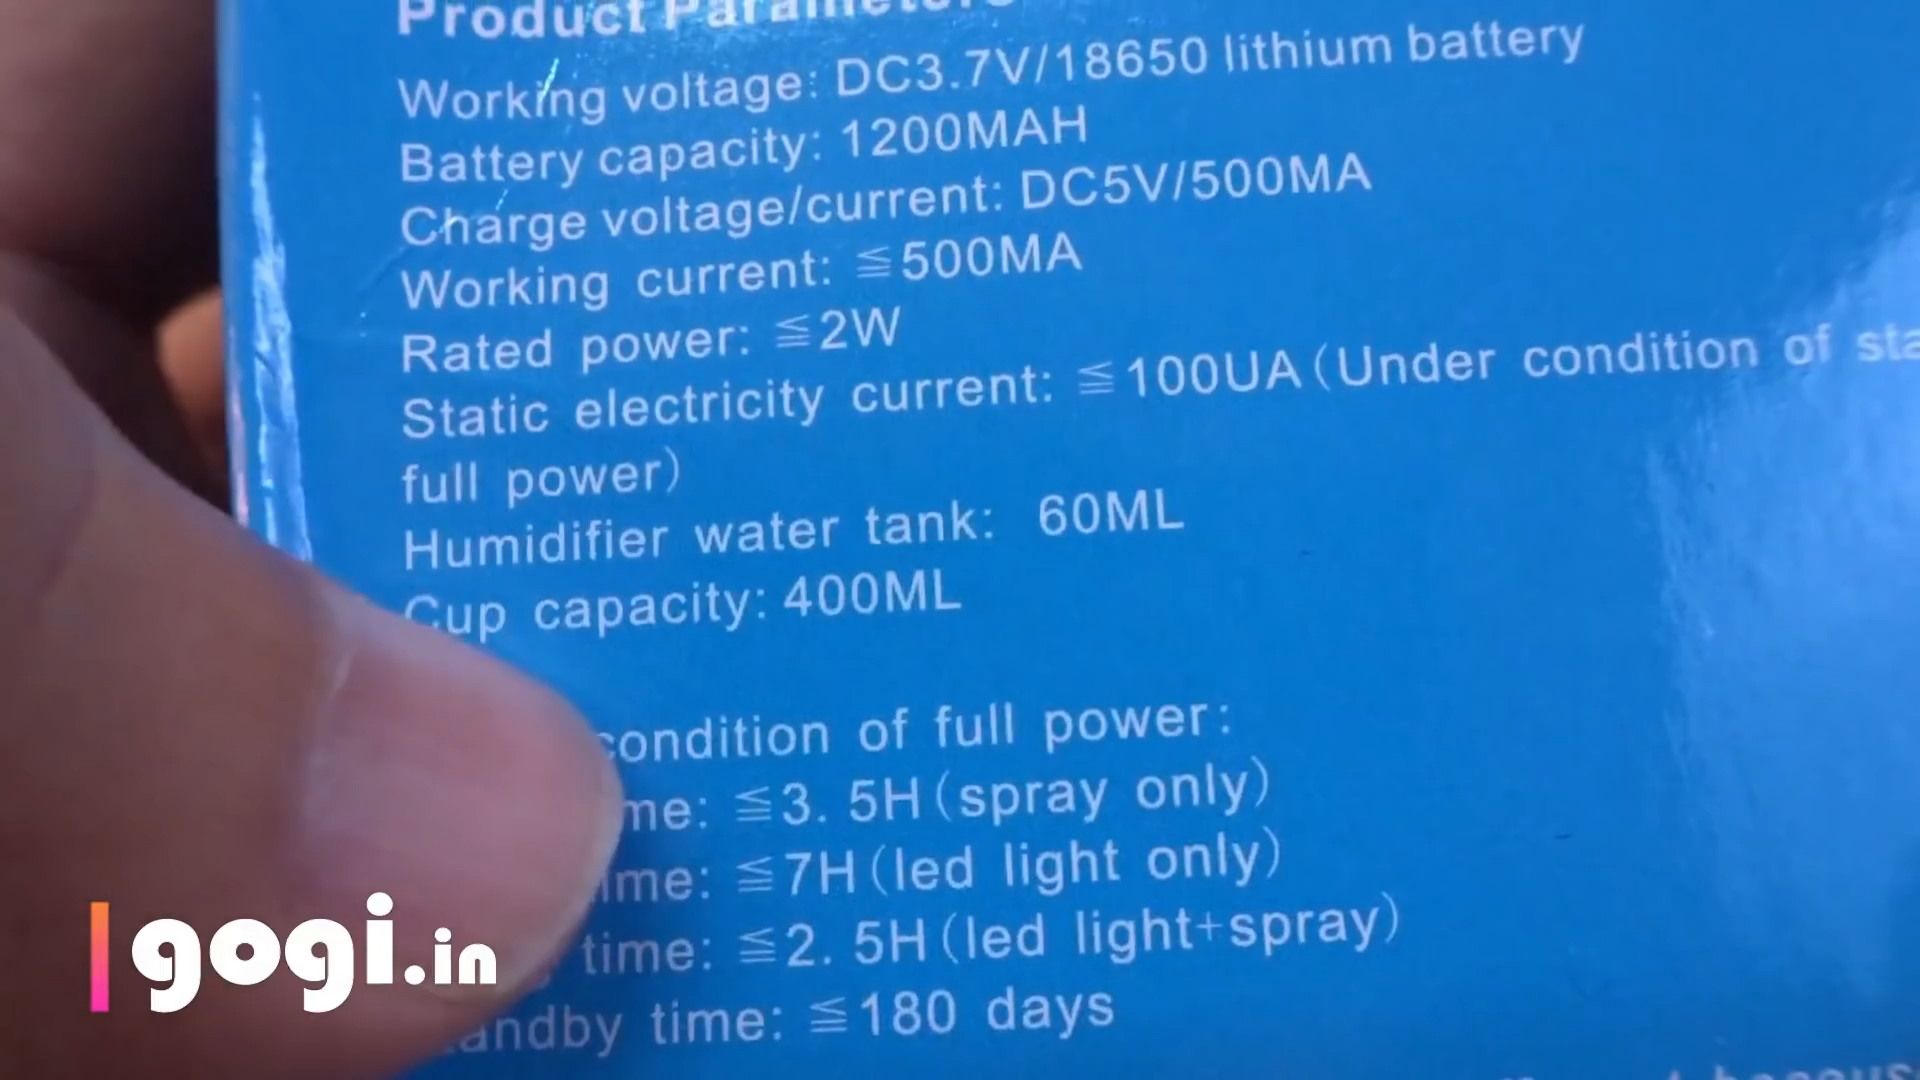 Product Parameters
Working voltage: DC3.7V/18650 lithium battery
Battery capacity: 1200MAH
Charge voltage/current: DC5V/500MA
Working current: ≦500MA
Rated power: ≦2W
Static electricity current: ≦100UA(Under condition of
full power)
Humidifier water tank: 60ML
Cup capacity: 400ML
condition of full power:
≦3. 5H(spray only)
≦7H(led light only)
time: ≦2. 5H(led light+spray)
time: ≦180 days
gogi.in